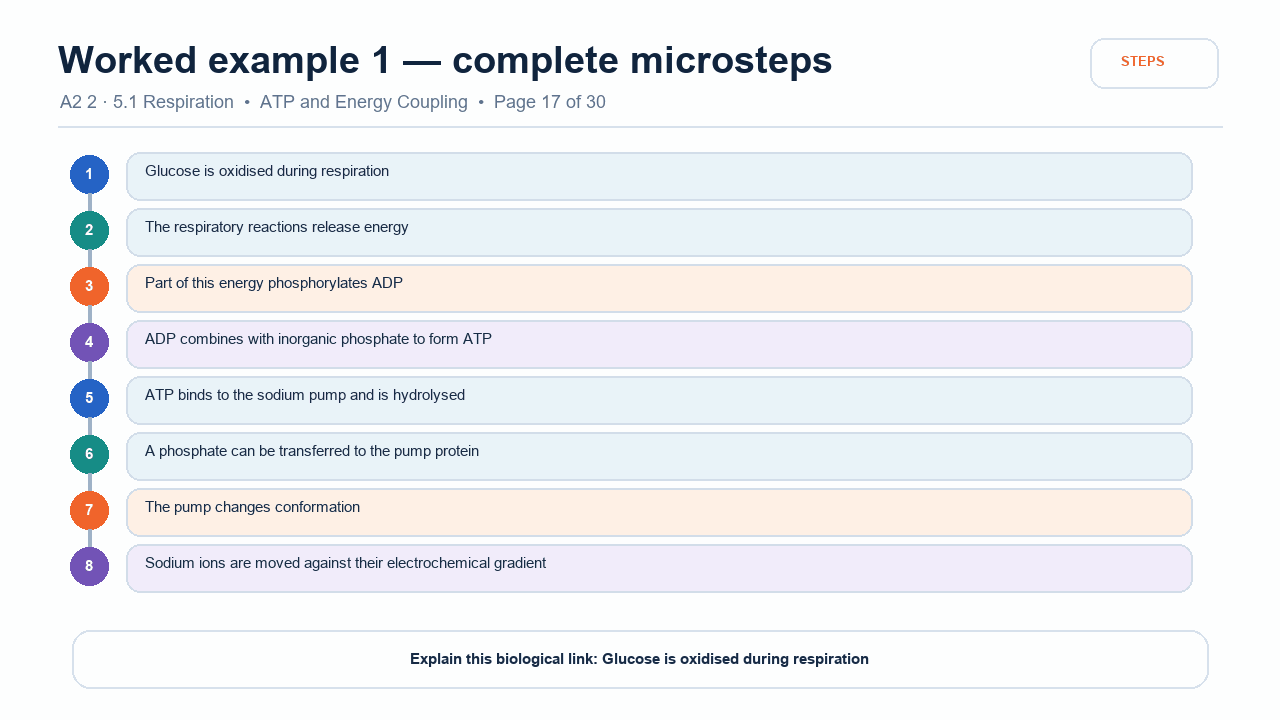 Worked example 1 — complete microsteps
STEPS
A2 2 · 5.1 Respiration • ATP and Energy Coupling • Page 17 of 30
1 Glucose is oxidised during respiration
2 The respiratory reactions release energy
3 Part of this energy phosphorylates ADP
4 ADP combines with inorganic phosphate to form ATP
5 ATP binds to the sodium pump and is hydrolysed
6 A phosphate can be transferred to the pump protein
7 The pump changes conformation
8 Sodium ions are moved against their electrochemical gradient
Explain this biological link: Glucose is oxidised during respiration